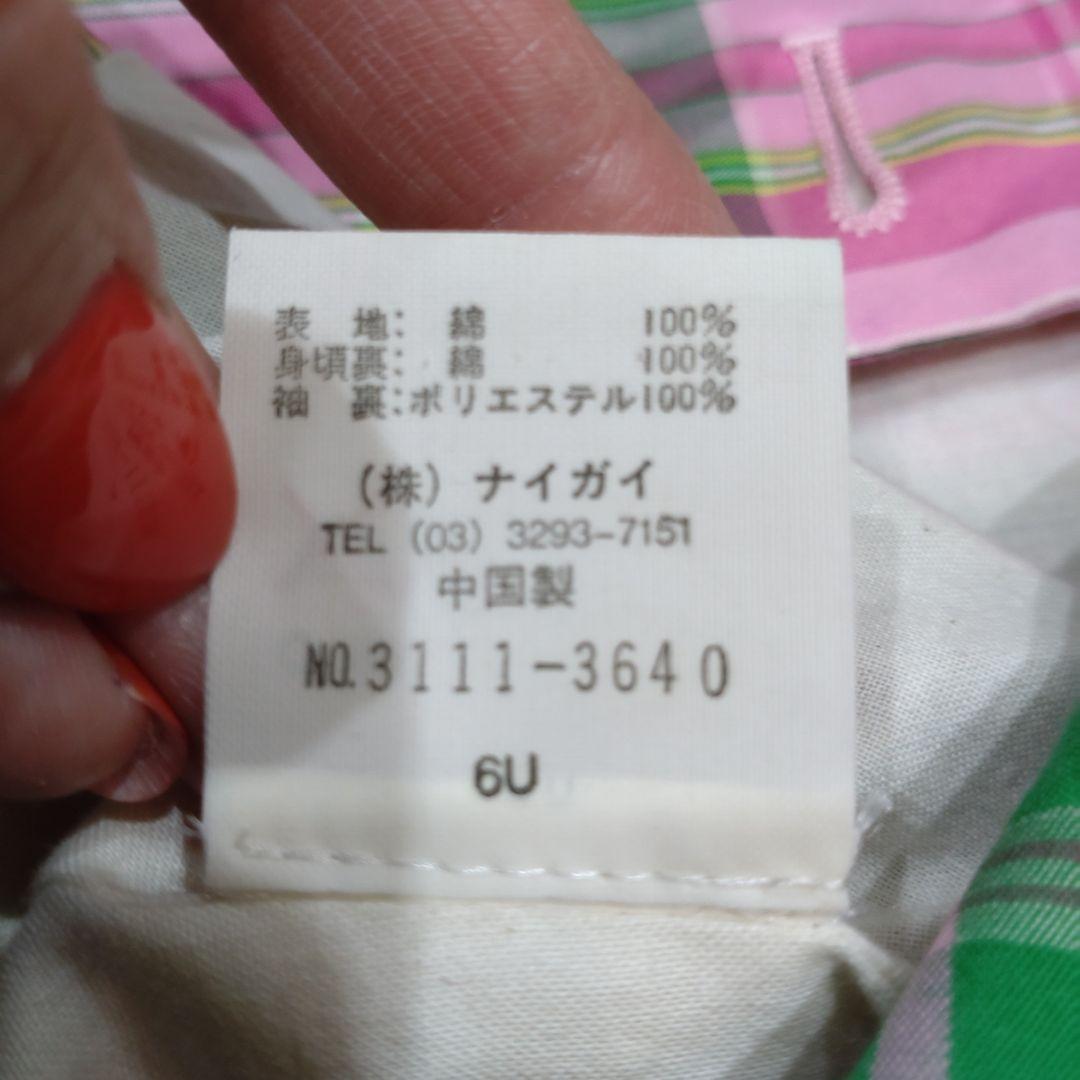 表　地：　綿　100%
身頃裏：　綿　100%
袖　裏：ポリエステル100%
（株）ナイガイ
TEL（03）3293-7151
中国製
NO.3111-3640
6U